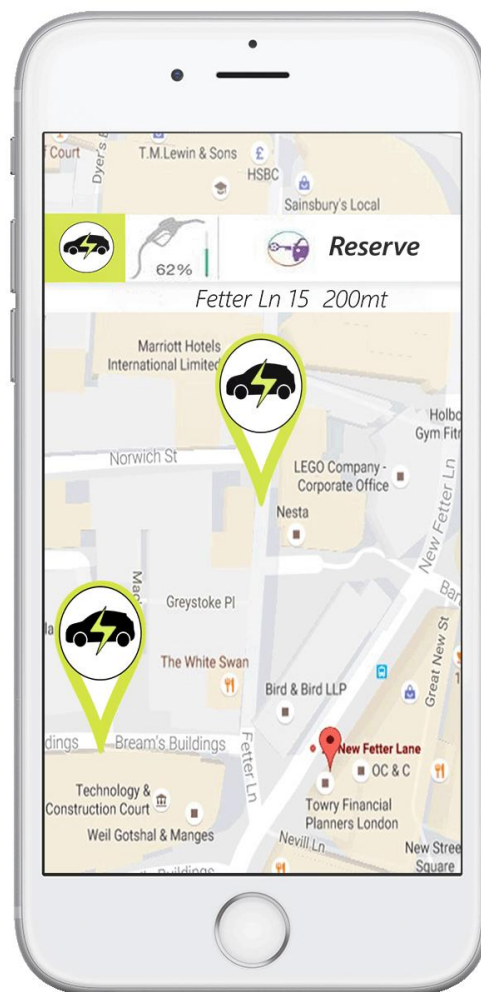 T.M.Lewin & Sons
£
HSBC
Court
Sainsbury's Local
62%
Reserve
Fetter Ln 15 200mt
Marriott Hotels
International Limited
Norwich St
LEGO Company -
Corporate Office
Gym
New Fetter Ln
Nesta
Greystoke Pl
The White Swan
Bird & Bird LLP
Great New St
Bream's Buildings
Fetter Ln
New Fetter Lane
OC & C
Technology &
Construction Court
Towry Financial
Planners London
Weil Gotshal & Manges
Nevill Ln
New
Square